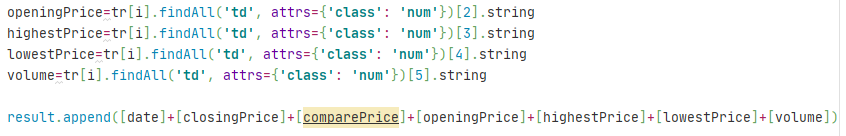 openingPrice=tr[i].findAll('td', attrs={'class': 'num'})[2].string
highestPrice=tr[i].findAll('td', attrs={'class': 'num'})[3].string
lowestPrice=tr[i].findAll('td', attrs={'class': 'num'})[4].string
volume=tr[i].findAll('td', attrs={'class': 'num'})[5].string
result.append([date]+[closingPrice]+[comparePrice]+[openingPrice]+[highestPrice]+[lowestPrice]+[volume])